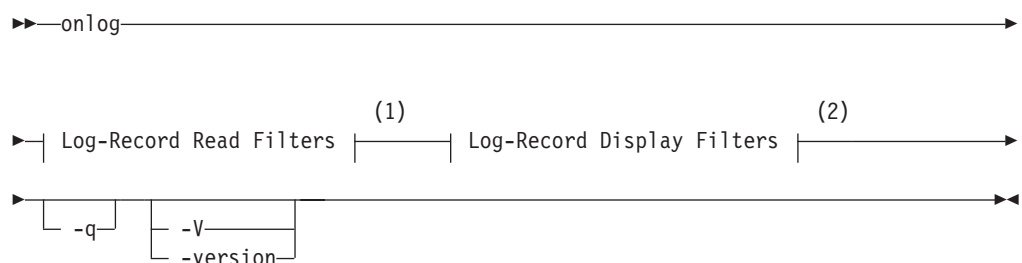 onlog
(1) (2)
Log-Record Read Filters Log-Record Display Filters
-q -V
-version